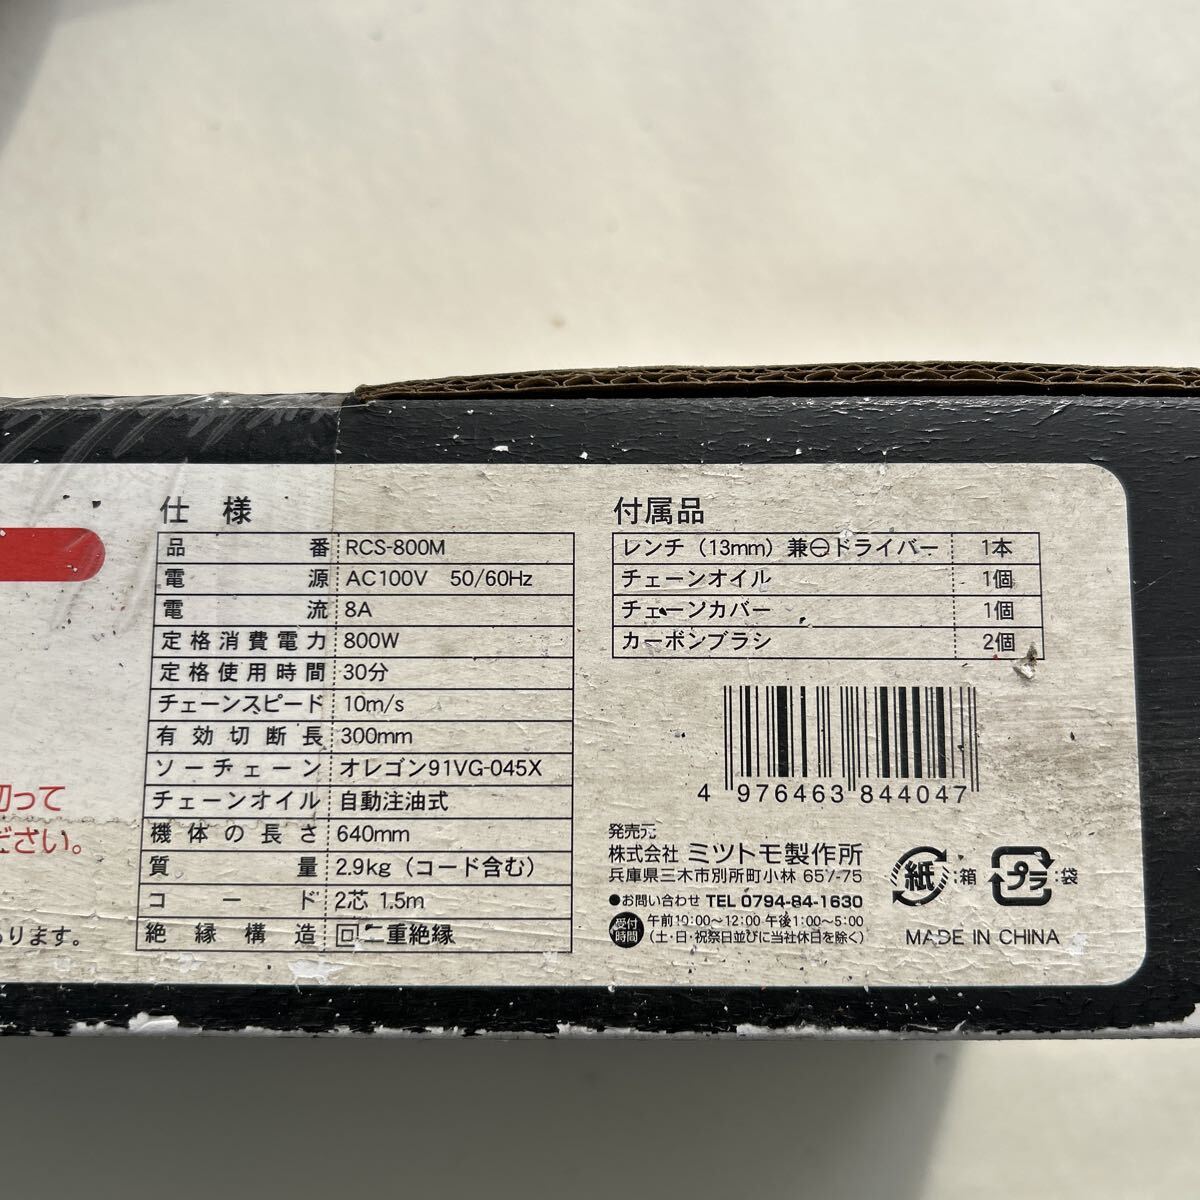 切って
ださい。
ります。
仕様
品番 RCS-800M
電源 AC100V 50/60Hz
電流 8A
定格消費電力 800W
定格使用時間 30分
チェーンスピード 10m/s
有効切断長 300mm
ソーチェーン オレゴン91VG-045X
チェーンオイル 自動注油式
機体の長さ 640mm
質量 2.9kg（コード含む）
コード 2芯 1.5m
絶縁構造 回二重絶縁
付属品
レンチ（13mm）兼⊖ドライバー 1本
チェーンオイル 1個
チェーンカバー 1個
カーボンブラシ 2個
4 976463 844047
発売元
株式会社 ミツトモ製作所
兵庫県三木市別所町小林 657-75
●お問い合わせ TEL 0794-84-1630
受付時間 午前10:00～12:00 午後1:00～5:00
（土・日・祝祭日並びに当社休日を除く）
紙 箱 プラ 袋
MADE IN CHINA